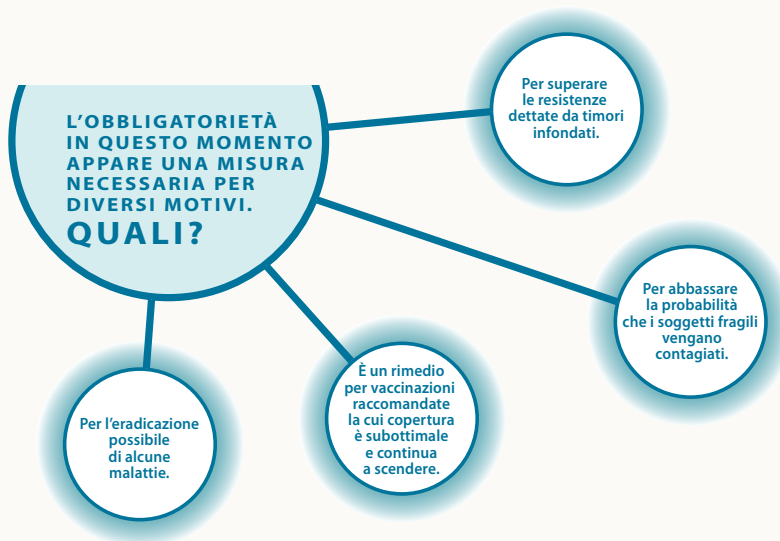 L'OBBLIGATORIETÀ
IN QUESTO MOMENTO
APPARE UNA MISURA
NECESSARIA PER
DIVERSI MOTIVI.
QUALI?
Per superare
le resistenze
dettate da timori
infondati.
Per abbassare
la probabilità
che i soggetti fragili
vengano
contagiati.
È un rimedio
per vaccinazioni
raccomandate
la cui copertura
è subottimale
e continua
a scendere.
Per l'eradicazione
possibile
di alcune
malattie.